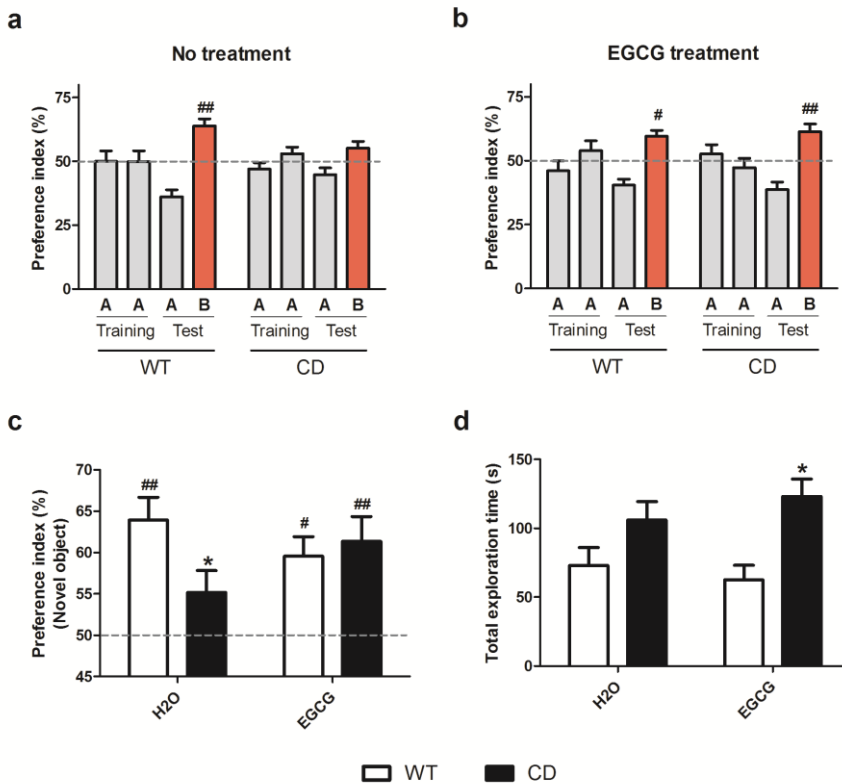 a
No treatment
Preference index (%)
75
50
25
0
##
A A A B A A A B
Training Test Training Test
WT CD
b
EGCG treatment
Preference index (%)
75
50
25
0
# ##
A A A B A A A B
Training Test Training Test
WT CD
c
Preference index (%)
(Novel object)
70
65
60
55
50
45
## * # ##
H2O EGCG
d
Total exploration time (s)
150
100
50
0
*
H2O EGCG
WT CD